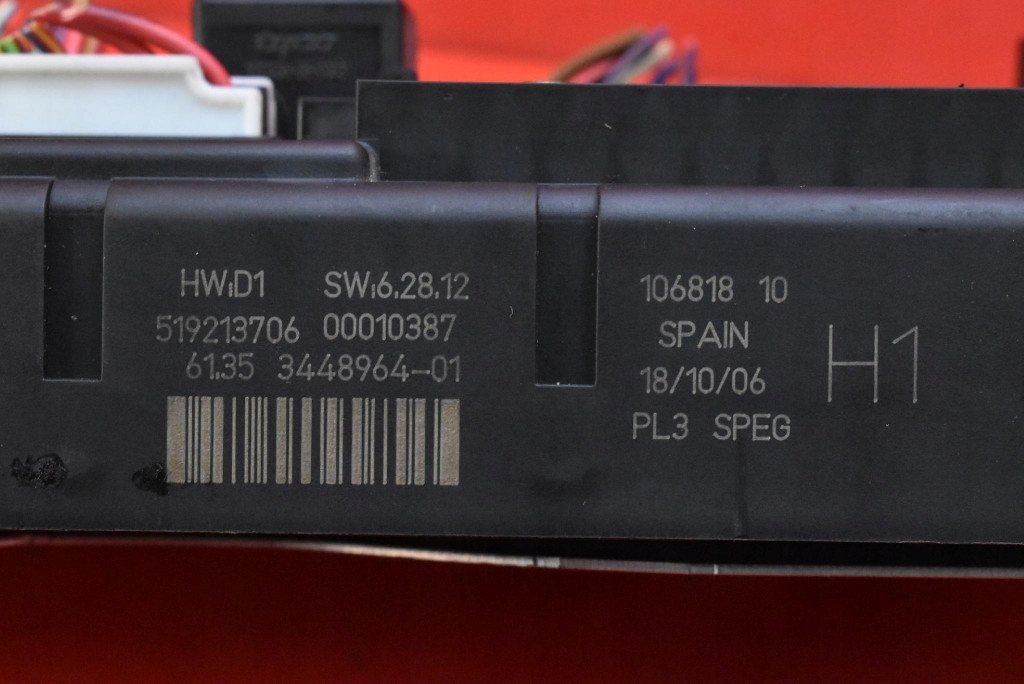 HW:D1 SW:6.28.12
519213706 00010387
61.35 3448964-01
106818 10
SPAIN
18/10/06
PL3 SPEG
H1